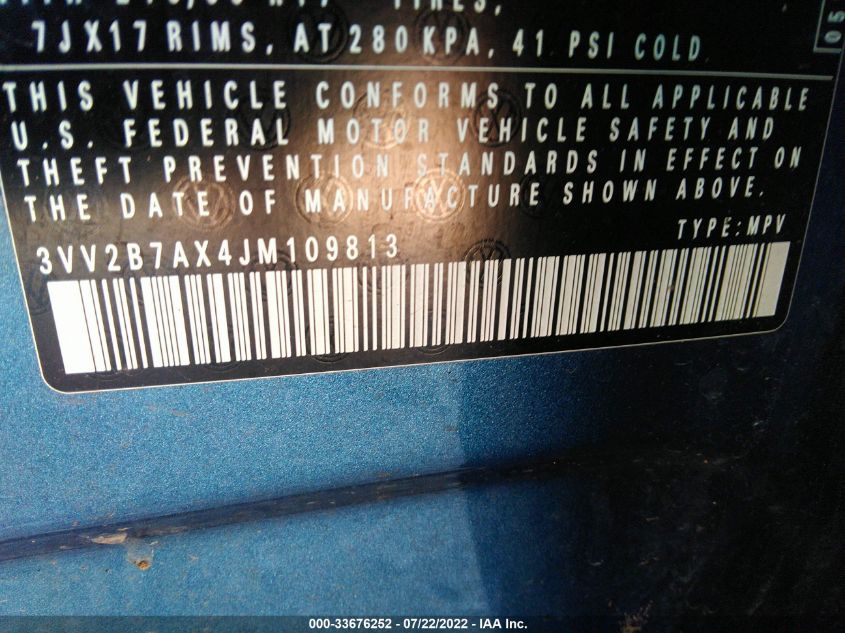 TIRES,
7JX17 RIMS, AT 280 KPA, 41 PSI COLD
THIS VEHICLE CONFORMS TO ALL APPLICABLE
U.S. FEDERAL MOTOR VEHICLE SAFETY AND
THEFT PREVENTION STANDARDS IN EFFECT ON
THE DATE OF MANUFACTURE SHOWN ABOVE.
TYPE:MPV
3VV2B7AX4JM109813
000-33676252 - 07/22/2022 - IAA Inc.